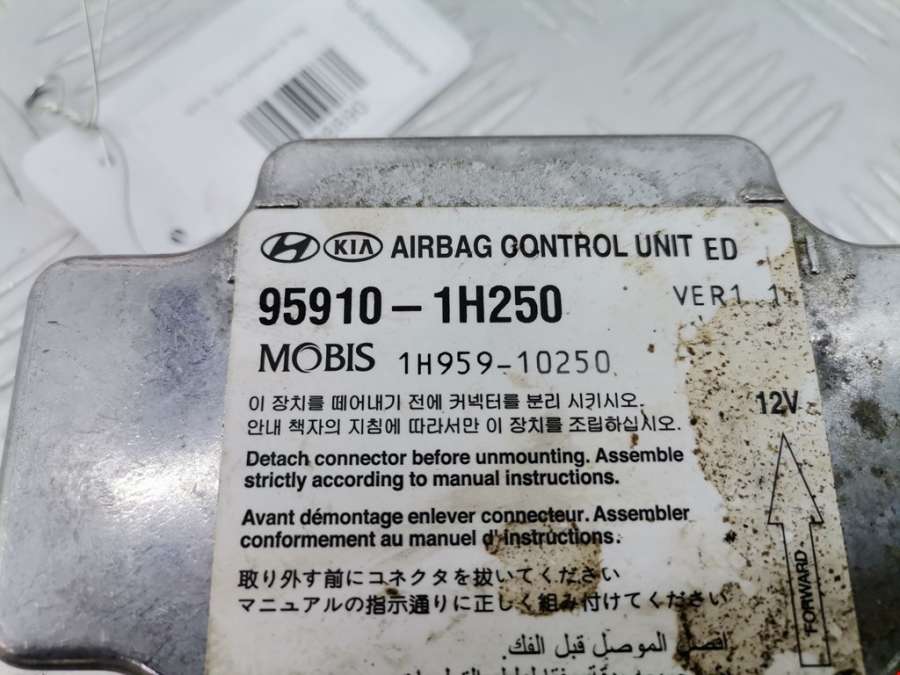 KIA AIRBAG CONTROL UNIT ED
95910-1H250 VER1.1
MOBIS 1H959-10250
이 장치를 떼어내기 전에 커넥터를 분리 시키시오.
안내 책자의 지침에 따라서만 이 장치를 조립하십시오.
12V
Detach connector before unmounting. Assemble
strictly according to manual instructions.
Avant démontage enlever connecteur. Assembler
conformement au manuel d'instructions.
取り外す前にコネクタを抜いてください
マニュアルの指示通りに正しく組み付けてください
FORWARD
افصل الموصل قبل الفك.